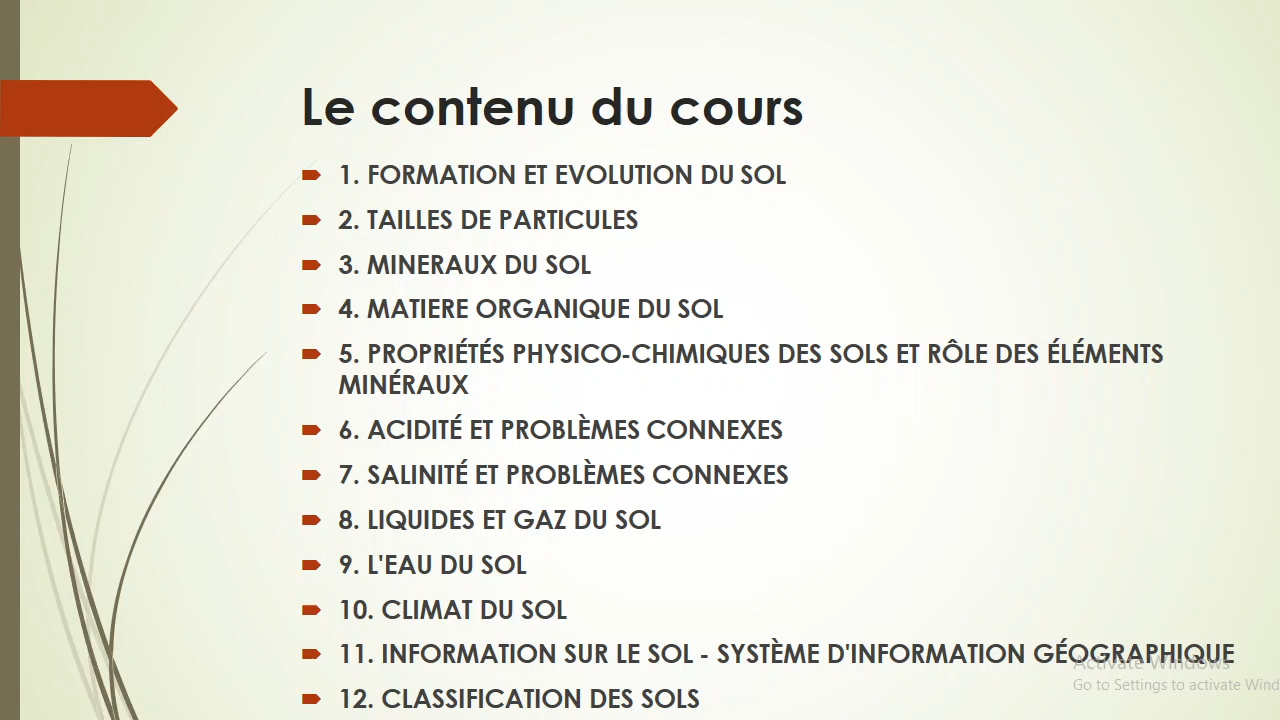 Le contenu du cours
1. FORMATION ET EVOLUTION DU SOL
2. TAILLES DE PARTICULES
3. MINERAUX DU SOL
4. MATIERE ORGANIQUE DU SOL
5. PROPRIÉTÉS PHYSICO-CHIMIQUES DES SOLS ET RÔLE DES ÉLÉMENTS
MINÉRAUX
6. ACIDITÉ ET PROBLÈMES CONNEXES
7. SALINITÉ ET PROBLÈMES CONNEXES
8. LIQUIDES ET GAZ DU SOL
9. L'EAU DU SOL
10. CLIMAT DU SOL
11. INFORMATION SUR LE SOL - SYSTÈME D'INFORMATION GÉOGRAPHIQUE
Activate Windows
Go to Settings to activate Wind
12. CLASSIFICATION DES SOLS